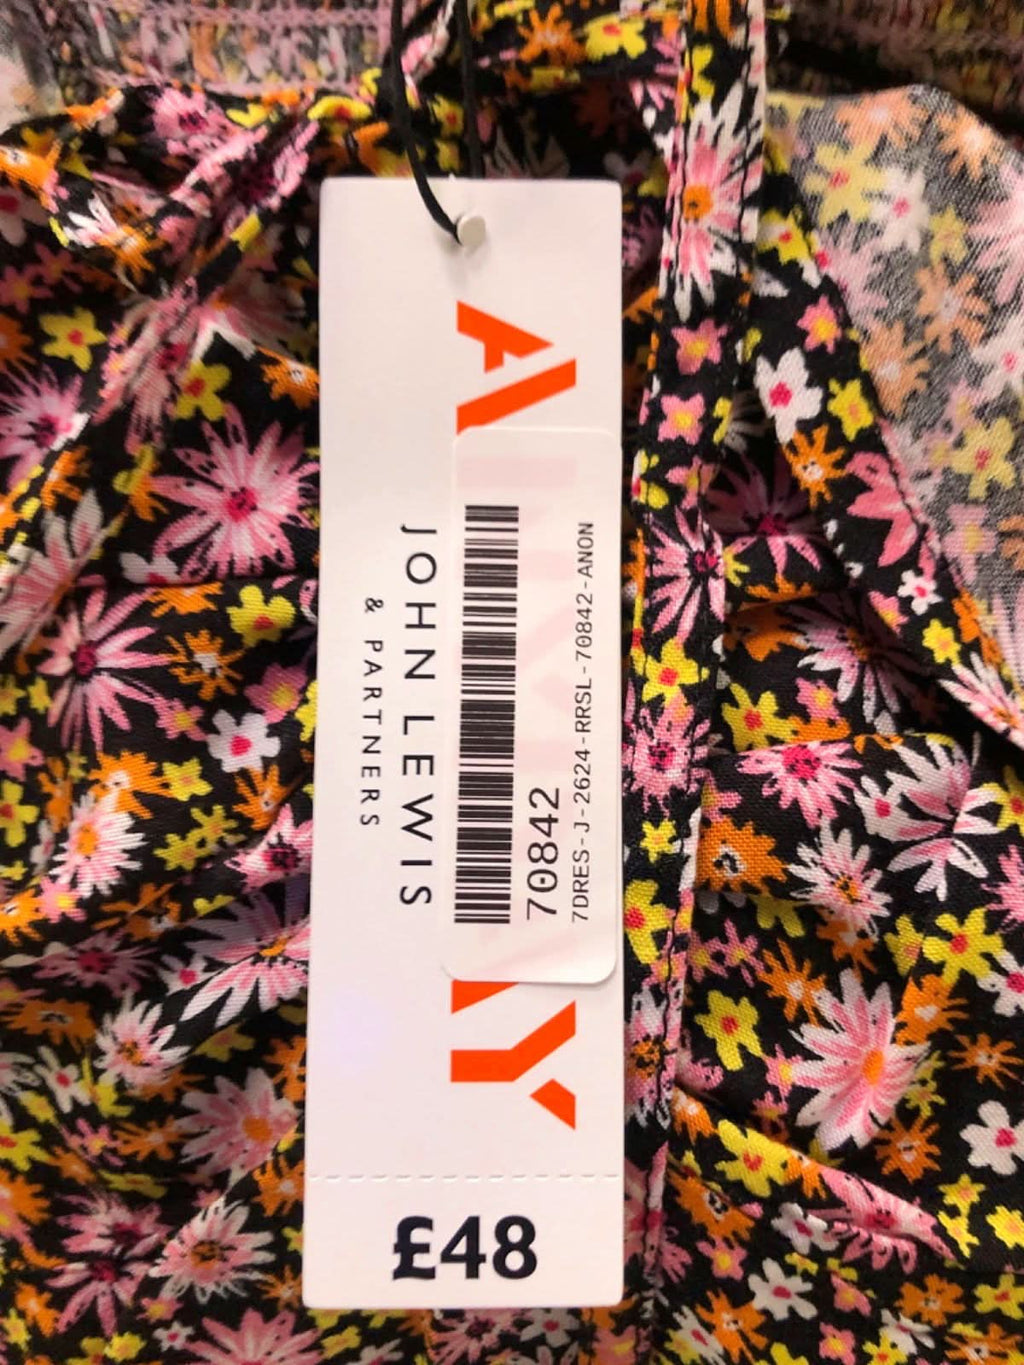 JOHN LEWIS
& PARTNERS
70842
7DRES-J-2624-RRSL-70842-ANON
£48